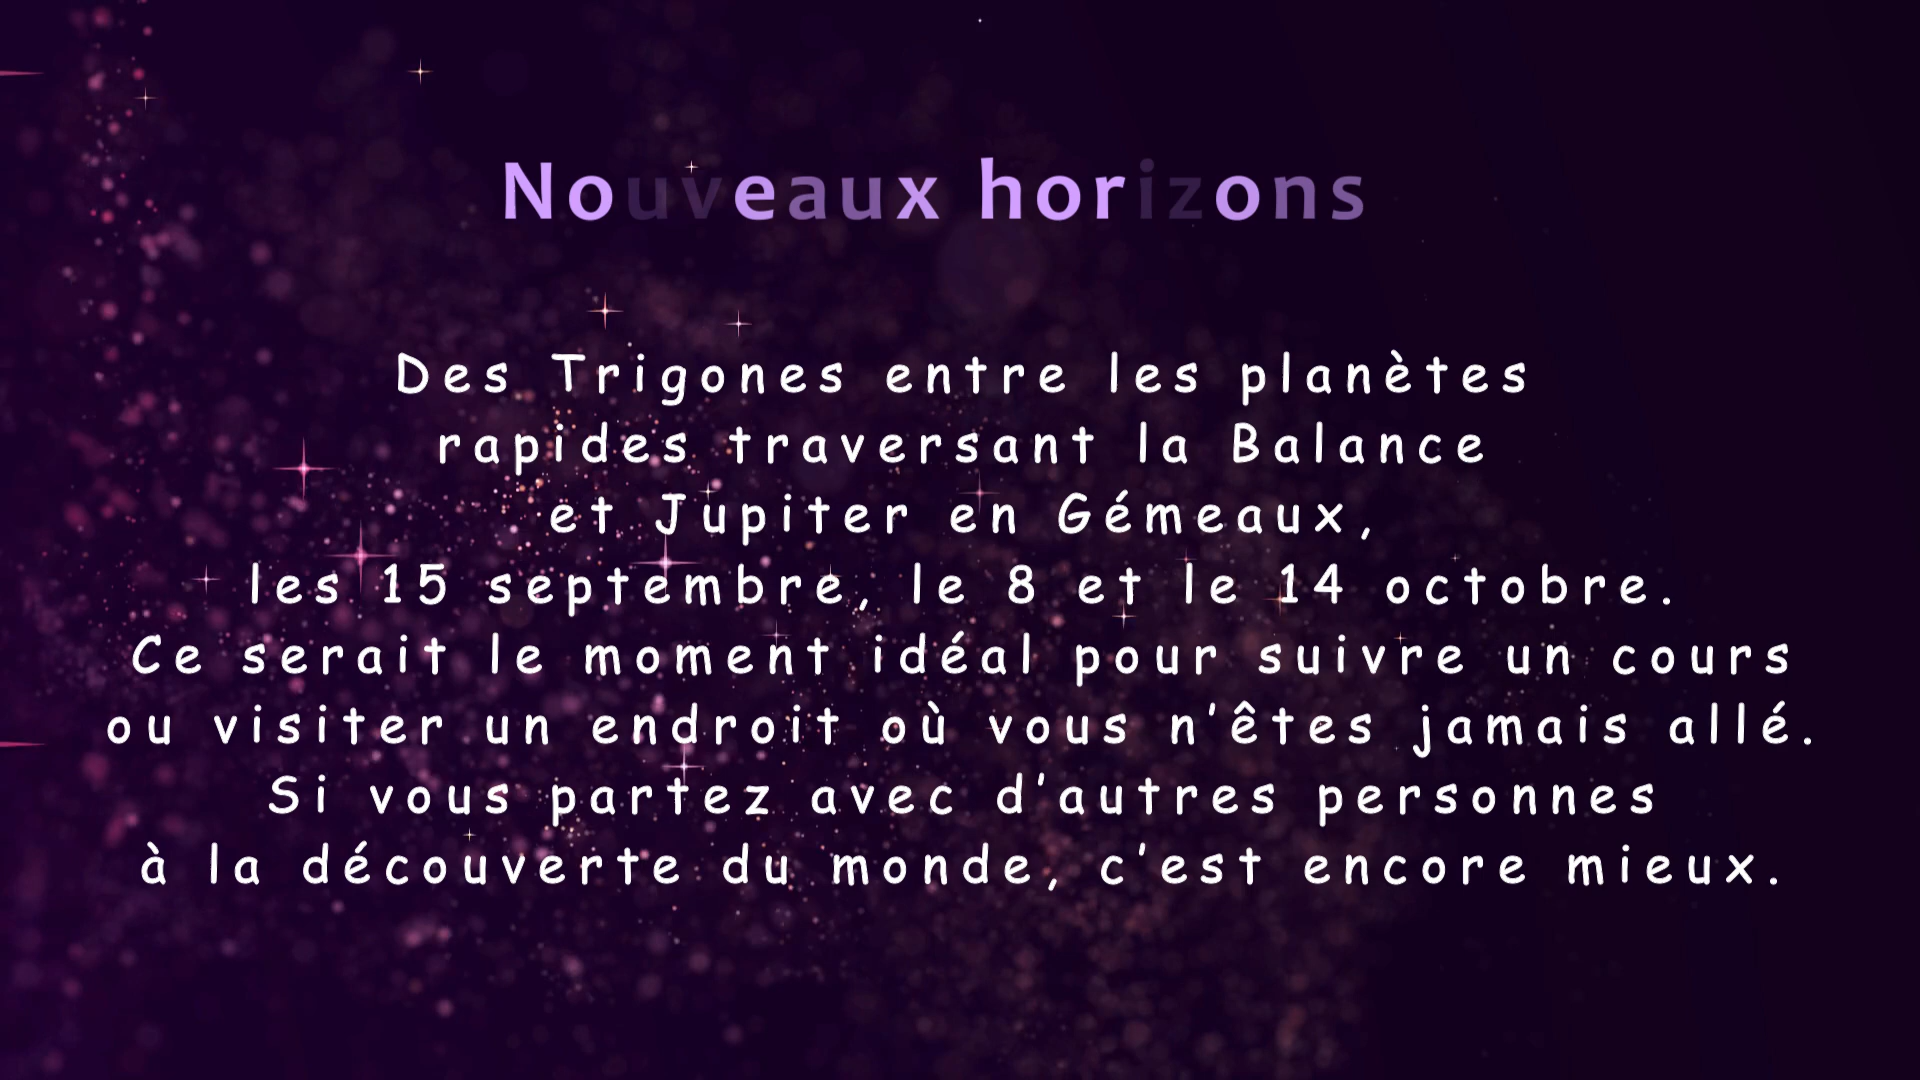 Nouveaux horizons
Des Trigones entre les planètes
rapides traversant la Balance
et Jupiter en Gémeaux,
les 15 septembre, le 8 et le 14 octobre.
Ce serait le moment idéal pour suivre un cours
ou visiter un endroit où vous n'êtes jamais allé.
Si vous partez avec d'autres personnes
à la découverte du monde, c'est encore mieux.